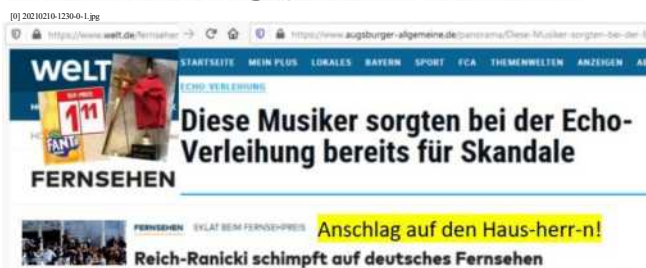 [0] 20210210-1230-0-1.jpg
https://www.welt.de/fernsehen
https://www.augsburger-allgemeine.de/panorama/Diese-Musiker-sorgten-bei-der-
welt
STARTSEITE MEIN PLUS LOKALES BAYERN SPORT FCA THEMENWELTEN ANZEIGEN
ECHO-VERLEIHUNG
1 11
FANT
Diese Musiker sorgten bei der Echo-
Verleihung bereits für Skandale
FERNSEHEN
FERNSEHEN EKLAT BEIM FERNSEHPREIS
Anschlag auf den Haus-herr-n!
Reich-Ranicki schimpft auf deutsches Fernsehen